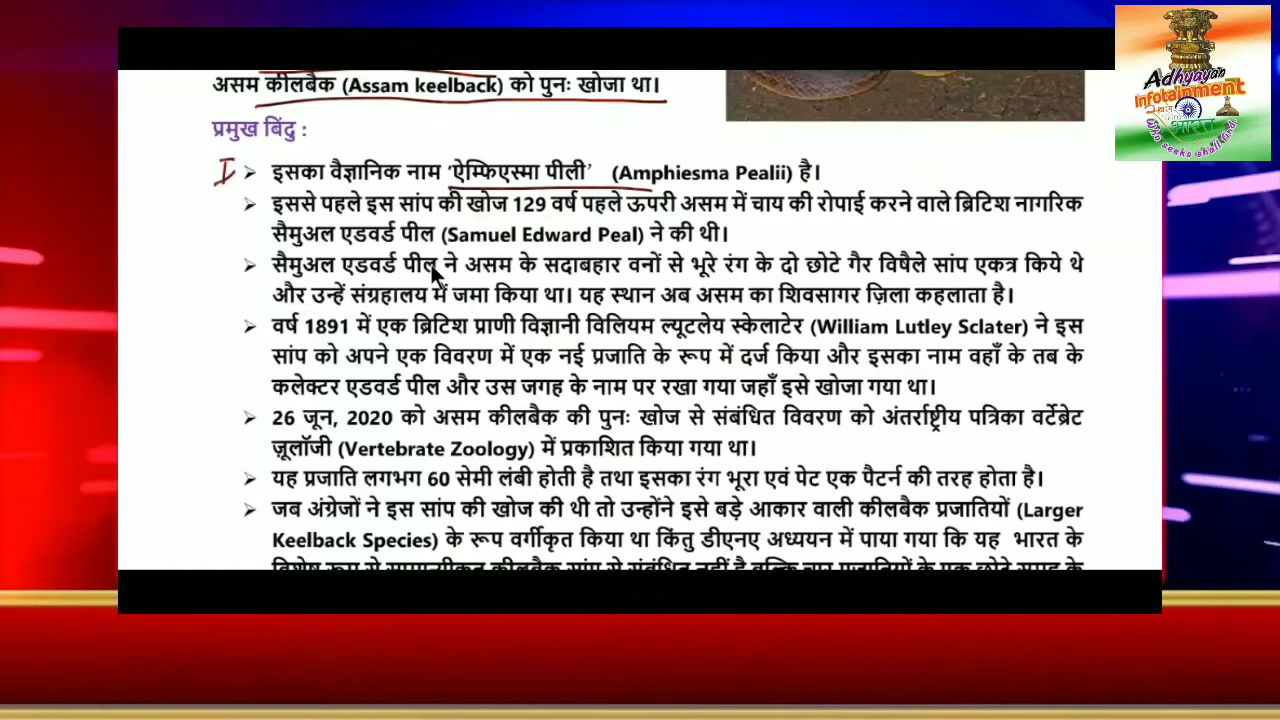 Adhyayan
Infotainment
Who seeks shall find
असम कीलबैक (Assam keelback) को पुनः खोजा था।
प्रमुख बिंदु :
इसका वैज्ञानिक नाम ‘ऐम्फिएस्मा पीली’ (Amphiesma Pealii) है।
इससे पहले इस सांप की खोज 129 वर्ष पहले ऊपरी असम में चाय की रोपाई करने वाले ब्रिटिश नागरिक
सैमुअल एडवर्ड पील (Samuel Edward Peal) ने की थी।
सैमुअल एडवर्ड पील ने असम के सदाबहार वनों से भूरे रंग के दो छोटे गैर विषैले सांप एकत्र किये थे
और उन्हें संग्रहालय में जमा किया था। यह स्थान अब असम का शिवसागर ज़िला कहलाता है।
वर्ष 1891 में एक ब्रिटिश प्राणी विज्ञानी विलियम ल्यूटलेय स्केलाटेर (William Lutley Sclater) ने इस
सांप को अपने एक विवरण में एक नई प्रजाति के रूप में दर्ज किया और इसका नाम वहाँ के तब के
कलेक्टर एडवर्ड पील और उस जगह के नाम पर रखा गया जहाँ इसे खोजा गया था।
26 जून, 2020 को असम कीलबैक की पुनः खोज से संबंधित विवरण को अंतर्राष्ट्रीय पत्रिका वर्टेब्रेट
जूलॉजी (Vertebrate Zoology) में प्रकाशित किया गया था।
यह प्रजाति लगभग 60 सेमी लंबी होती है तथा इसका रंग भूरा एवं पेट एक पैटर्न की तरह होता है।
जब अंग्रेजों ने इस सांप की खोज की थी तो उन्होंने इसे बड़े आकार वाली कीलबैक प्रजातियों (Larger
Keelback Species) के रूप वर्गीकृत किया था किंतु डीएनए अध्ययन में पाया गया कि यह भारत के